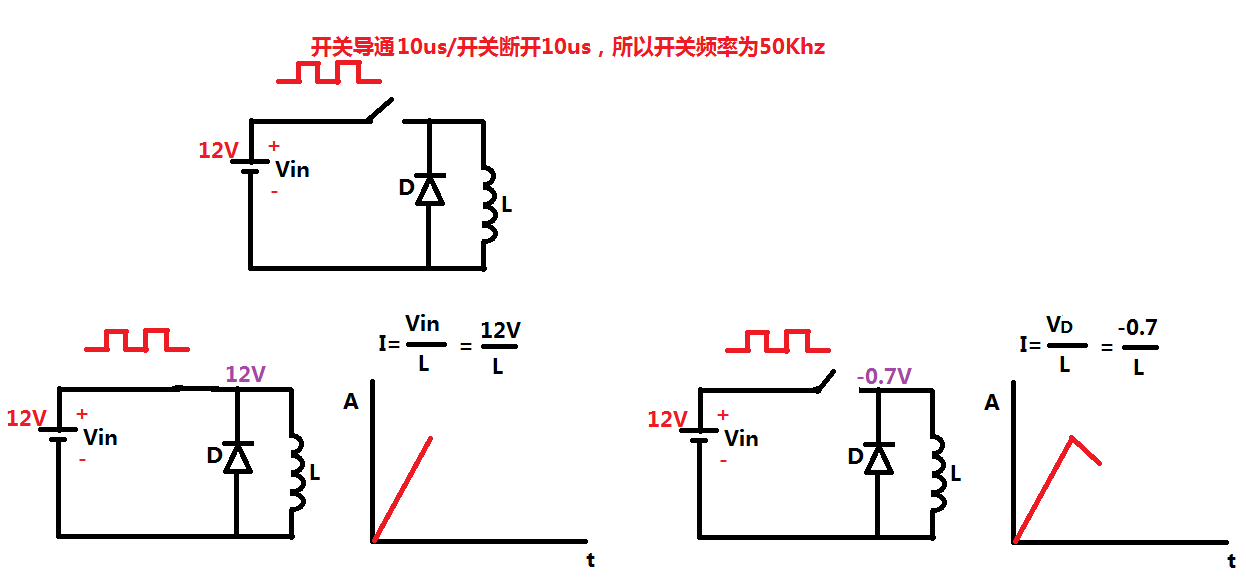 开关导通10us/开关断开10us，所以开关频率为50Khz
12V
+
Vin
-
D
L
I=
Vin
L
=
12V
L
12V
12V
+
Vin
-
D
L
A
t
I=
VD
L
=
-0.7
L
-0.7V
12V
+
Vin
-
D
L
A
t